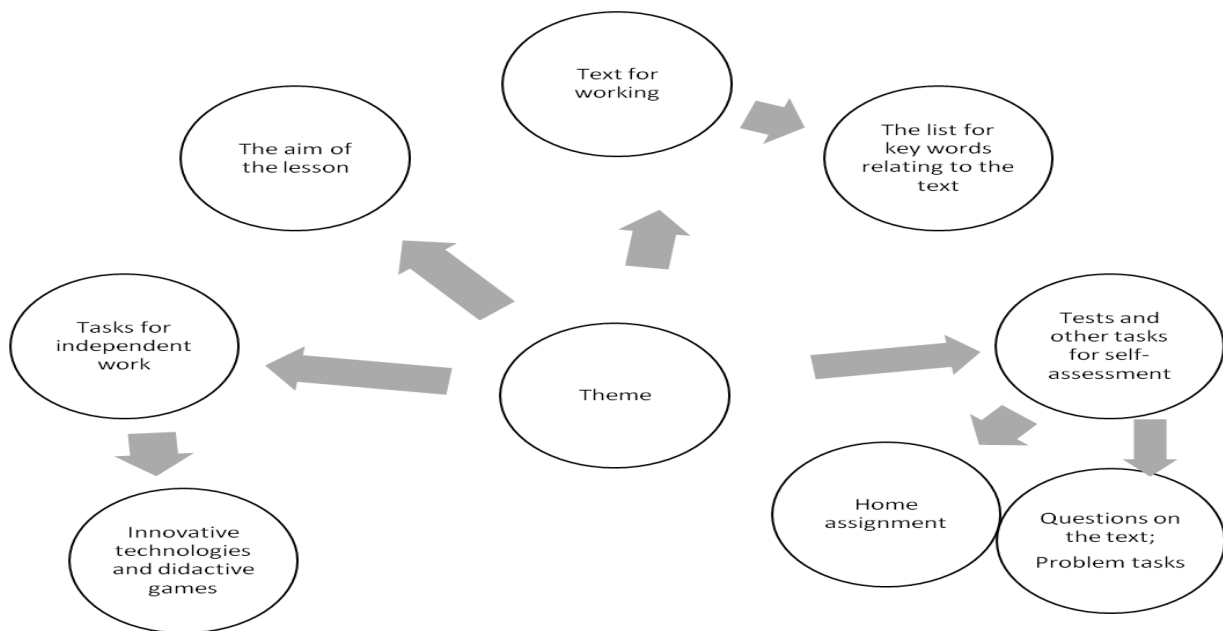 Text for
working
The aim of
the lesson
The list for
key words
relating to the
text
Tasks for
independent
work
Theme
Tests and
other tasks
for self-
assessment
Innovative
technologies
and didactive
games
Home
assignment
Questions on
the text;
Problem tasks